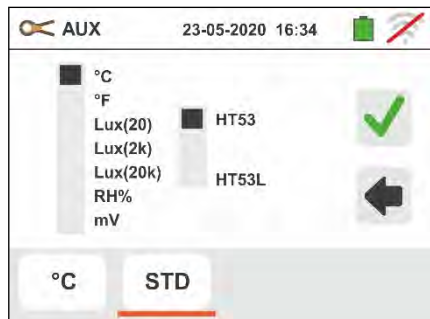 AUX 23-05-2020 16:34
°C
°F
Lux(20)
Lux(2k)
Lux(20k)
RH%
mV
HT53
HT53L
°C STD